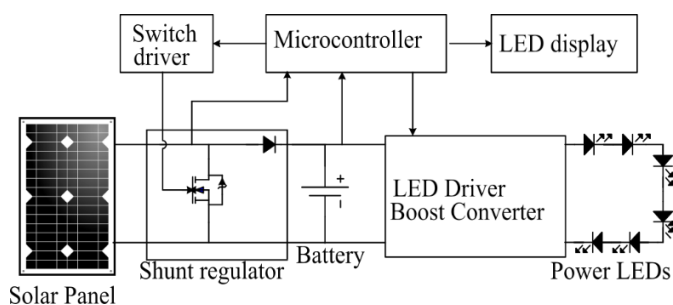 Switch
driver
Microcontroller
LED display
LED Driver
Boost Converter
+
Battery
Shunt regulator
Power LEDs
Solar Panel